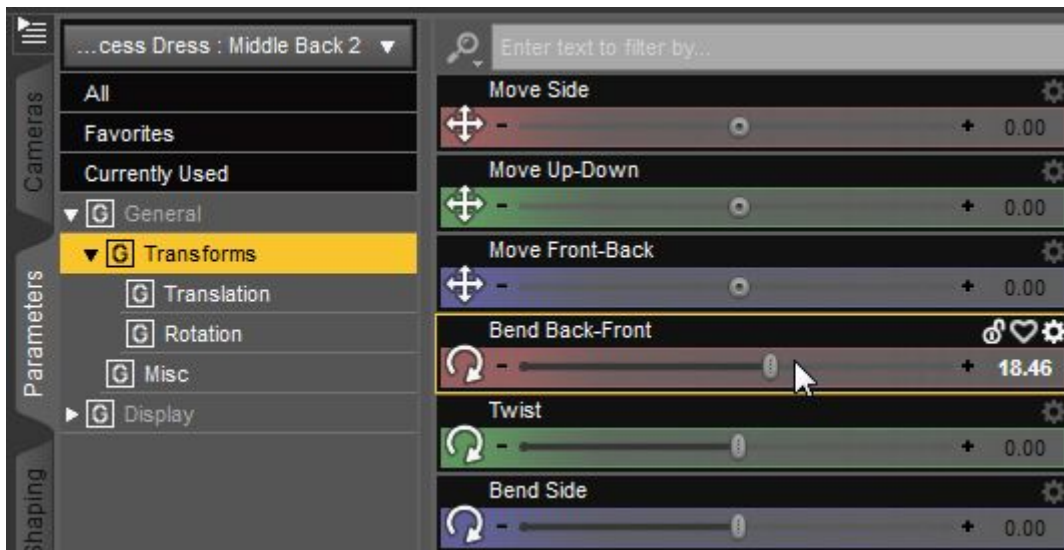 ...cess Dress : Middle Back 2
All
Favorites
Currently Used
G General
G Transforms
G Translation
G Rotation
G Misc
G Display
Cameras
Parameters
Shaping
Enter text to filter by...
Move Side
- + 0.00
Move Up-Down
- + 0.00
Move Front-Back
- + 0.00
Bend Back-Front
- + 18.46
Twist
- + 0.00
Bend Side
- + 0.00